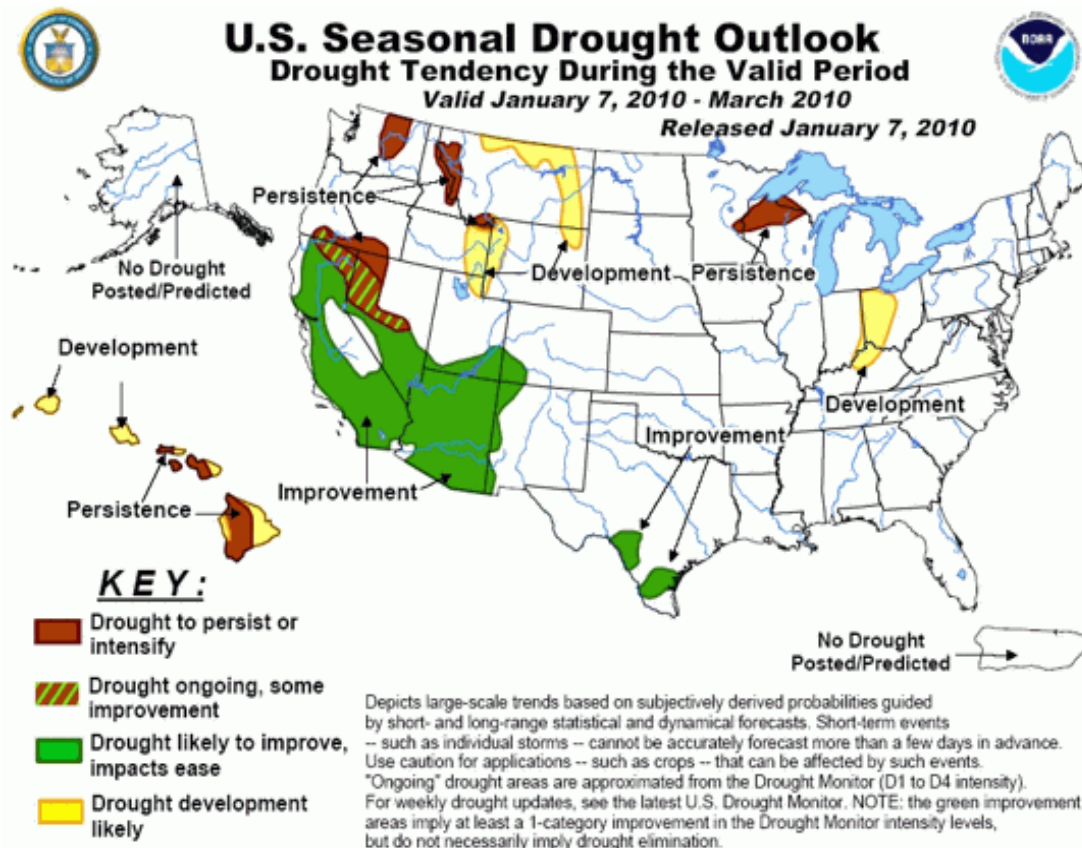 U.S. Seasonal Drought Outlook
Drought Tendency During the Valid Period
Valid January 7, 2010 - March 2010
Released January 7, 2010
NOAA
Persistence
No Drought
Posted/Predicted
Development
Persistence
Development
Persistence
Improvement
Development
Improvement
KEY:
Drought to persist or
intensify
Drought ongoing, some
improvement
Drought likely to improve,
impacts ease
Drought development
likely
No Drought
Posted/Predicted
Depicts large-scale trends based on subjectively derived probabilities guided
by short- and long-range statistical and dynamical forecasts. Short-term events
-- such as individual storms -- cannot be accurately forecast more than a few days in advance.
Use caution for applications -- such as crops -- that can be affected by such events.
"Ongoing" drought areas are approximated from the Drought Monitor (D1 to D4 intensity).
For weekly drought updates, see the latest U.S. Drought Monitor. NOTE: the green improvement
areas imply at least a 1-category improvement in the Drought Monitor intensity levels,
but do not necessarily imply drought elimination.